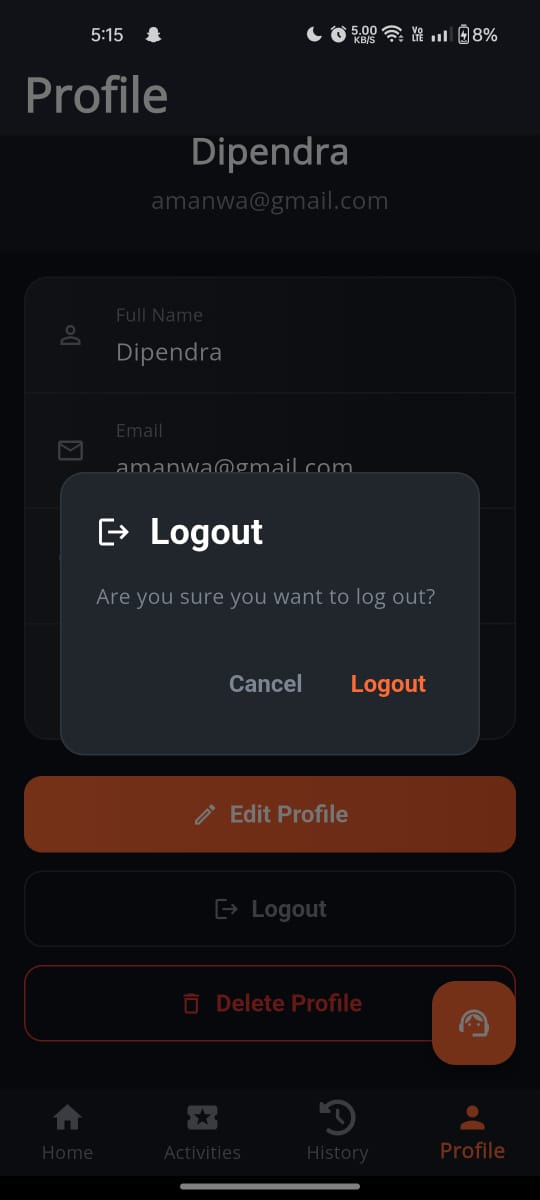 5:15 5.00 KB/S Vo LTE 8%
Profile
Dipendra
amanwa@gmail.com
Full Name
Dipendra
Email
amanwa@gmail.com
Logout
Are you sure you want to log out?
Cancel Logout
Edit Profile
Logout
Delete Profile
Home Activities History Profile